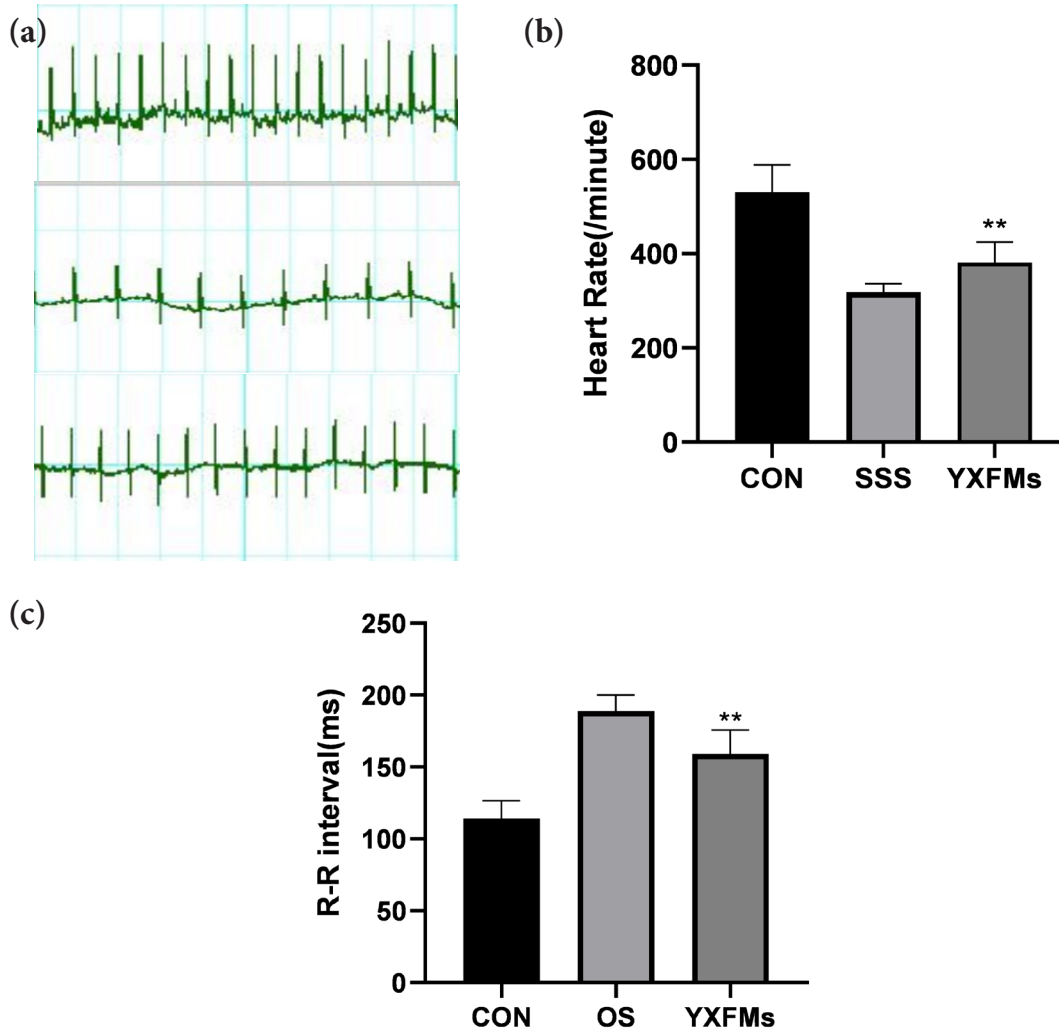 (a)
(b)
Heart Rate(/minute)
800
600
400
200
0
**
CON SSS YXFMs
(c)
R-R interval(ms)
250
200
150
100
50
0
**
CON OS YXFMs